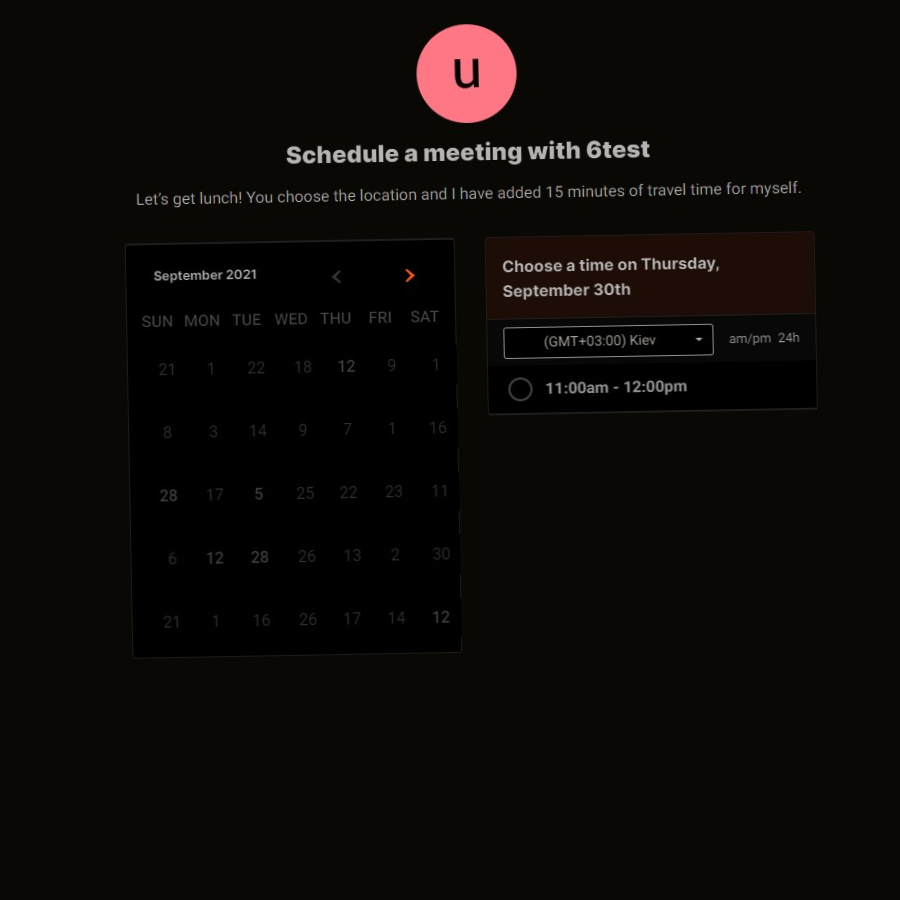 u
Schedule a meeting with 6test
Let's get lunch! You choose the location and I have added 15 minutes of travel time for myself.
September 2021
SUN MON TUE WED THU FRI SAT
21 1 22 18 12 9 1
8 3 14 9 7 1 16
28 17 5 25 22 23 11
6 12 28 26 13 2 30
21 1 16 26 17 14 12
Choose a time on Thursday,
September 30th
(GMT+03:00) Kiev am/pm 24h
11:00am - 12:00pm